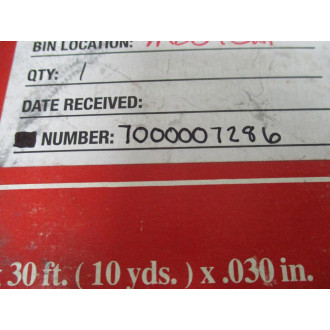 BIN LOCATION:
QTY: 1
DATE RECEIVED:
NUMBER: 7000007286
30 ft. ( 10 yds. ) x .030 in.